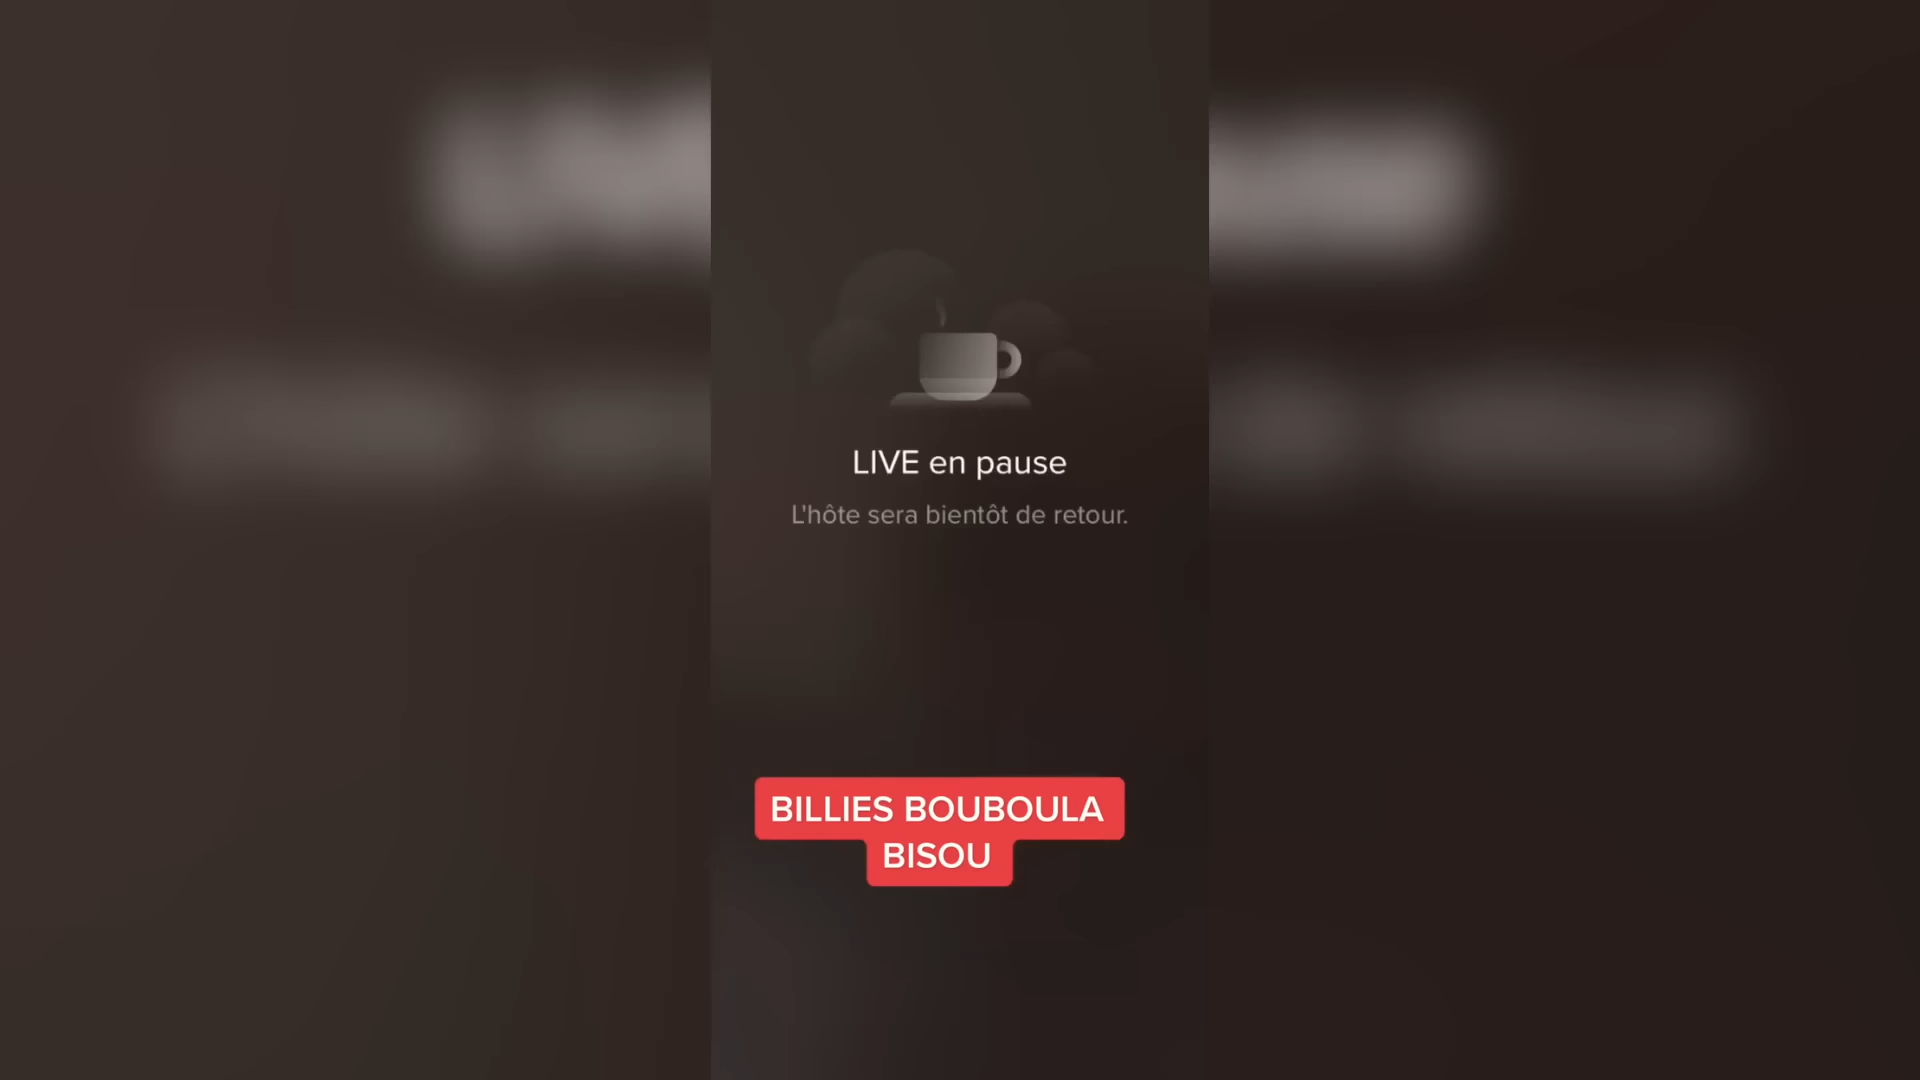 LIVE en pause
L'hôte sera bientôt de retour.
BILLIES BOUBOULA
BISOU